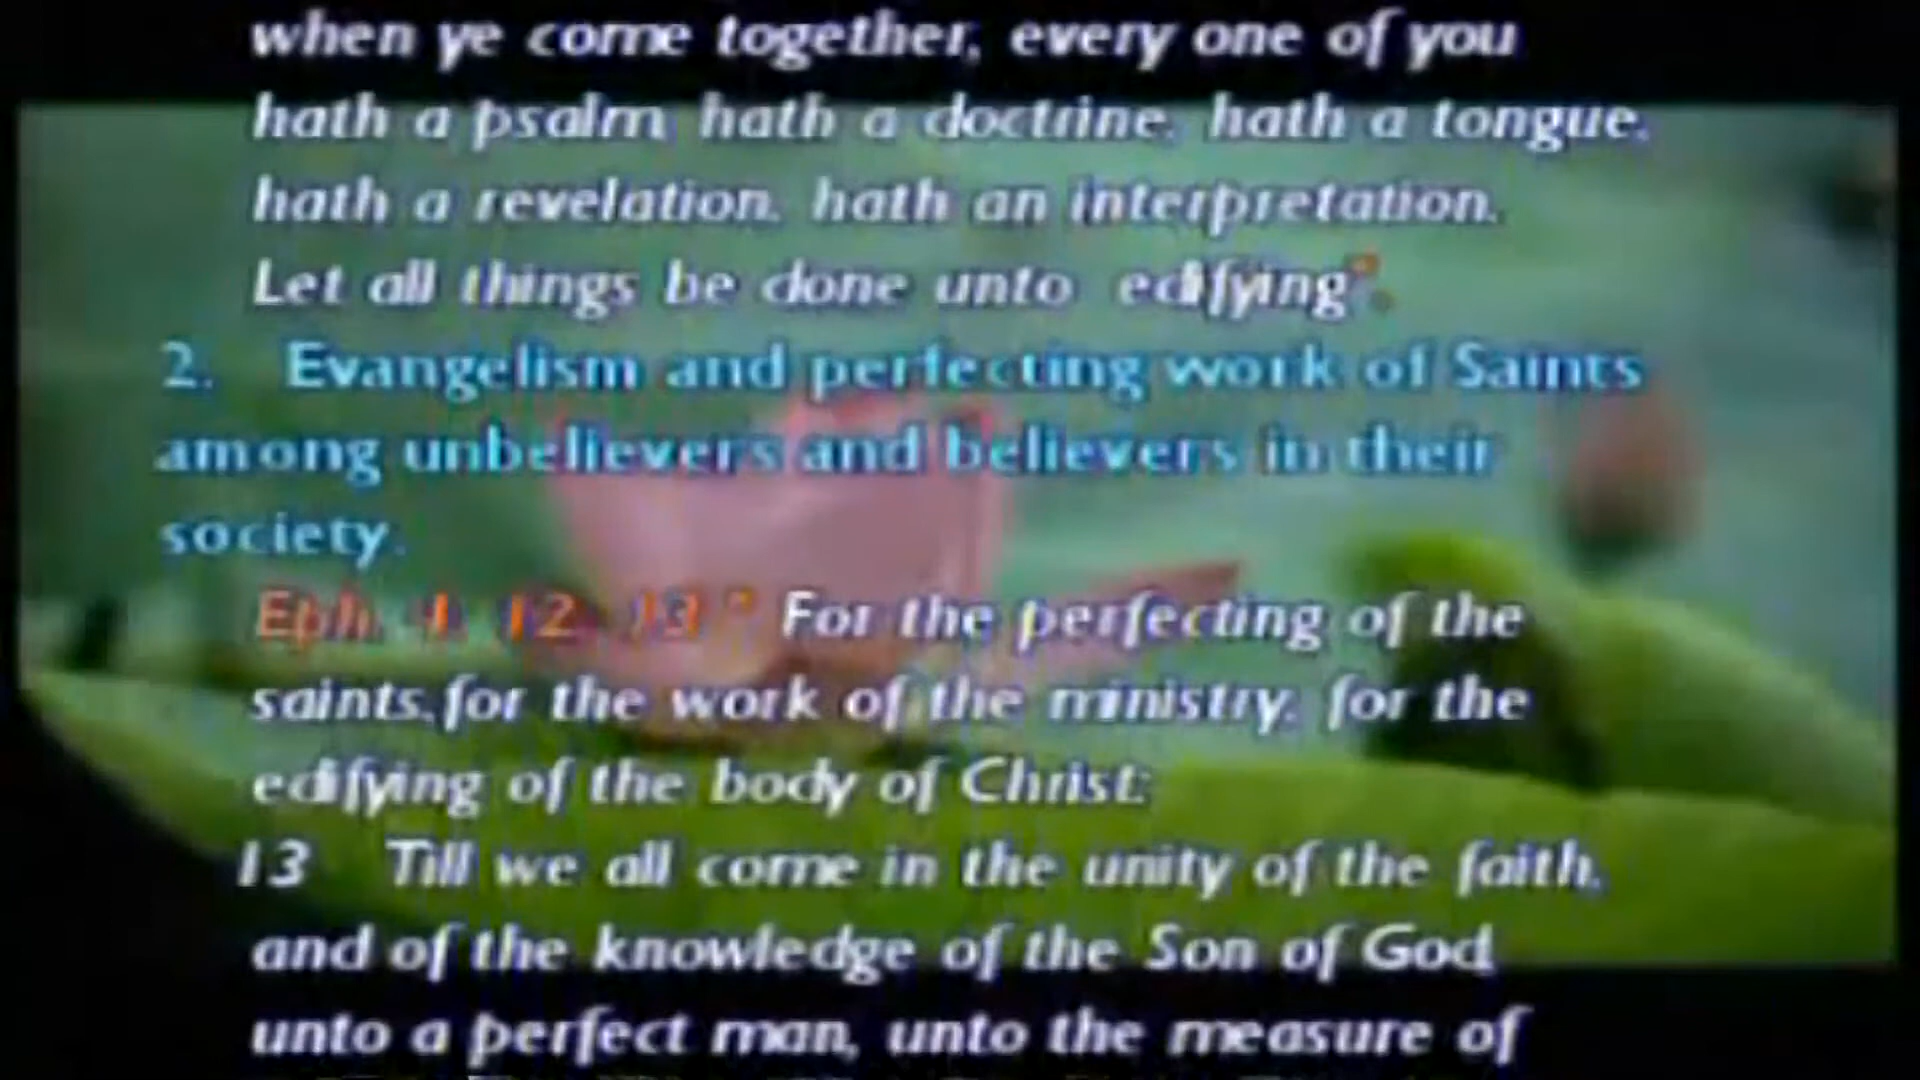 when ye come together, every one of you
hath a psalm, hath a doctrine, hath a tongue,
hath a revelation, hath an interpretation.
Let all things be done unto edifying".
2. Evangelism and perfecting work of Saints
among unbelievers and believers in their
society.
Eph. 4. 12, 13 " For the perfecting of the
saints,for the work of the ministry, for the
edifying of the body of Christ:
13 Till we all come in the unity of the faith,
and of the knowledge of the Son of God,
unto a perfect man, unto the measure of